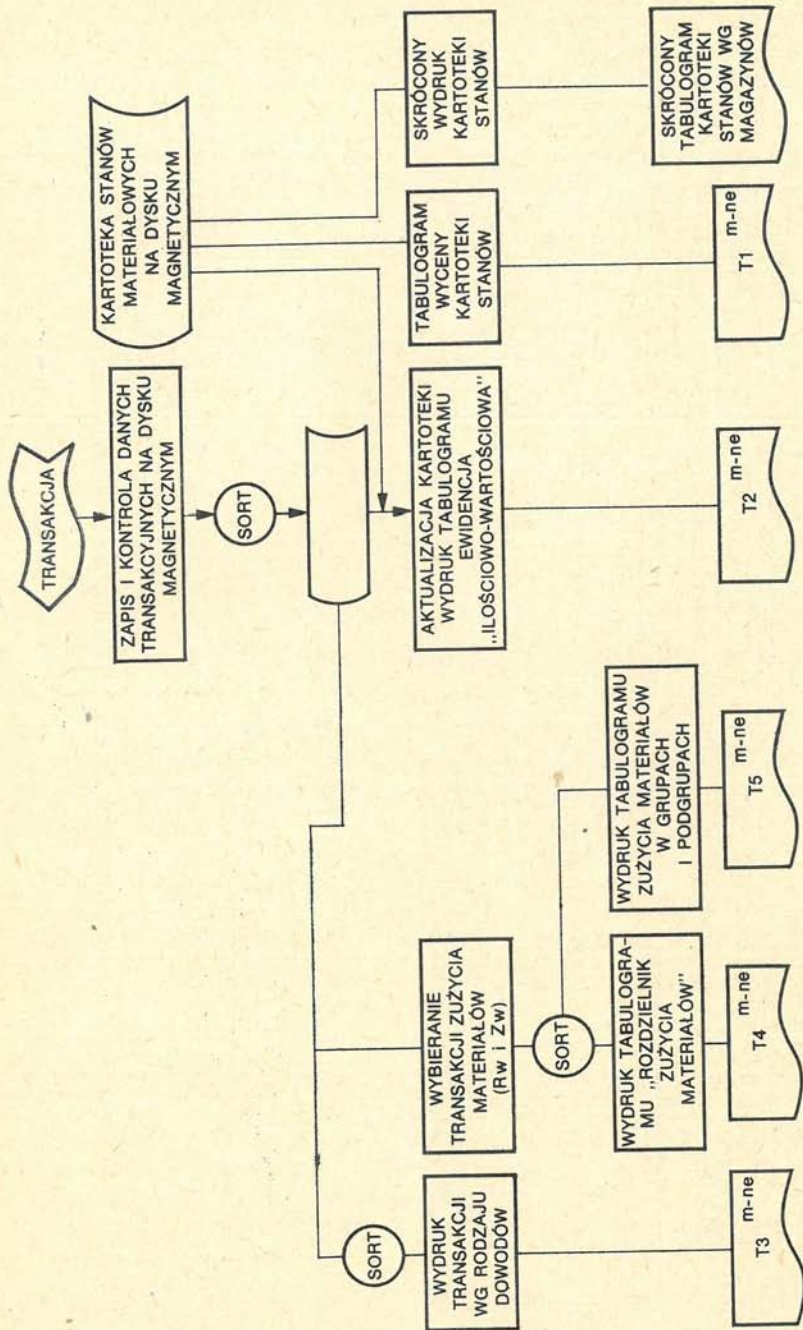 TRANSAKCJA
ZAPIS I KONTROLA DANYCH
TRANSAKCYJNYCH NA DYSKU
MAGNETYCZNYM
SORT
KARTOTEKA STANÓW
MATERIAŁOWYCH
NA DYSKU
MAGNETYCZNYM
AKTUALIZACJA KARTOTEKI
WYDRUK TABULOGRAMU
EWIDENCJA
„ILOŚCIOWO-WARTOŚCIOWA"
TABULOGRAM
WYCENY
KARTOTEKI
STANÓW
SKRÓCONY
WYDRUK
KARTOTEKI
STANÓW
SORT
WYDRUK
TRANSAKCJI
WG RODZAJU
DOWODÓW
WYBIERANIE
TRANSAKCJI ZUŻYCIA
MATERIAŁÓW
(Rw i Zw)
SORT
WYDRUK TABULOGRA-
MU „ROZDZIELNIK
ZUŻYCIA
MATERIAŁÓW"
WYDRUK TABULOGRAMU
ZUŻYCIA MATERIAŁÓW
W GRUPACH
I PODGRUPACH
T3 m-ne
T4 m-ne
T5 m-ne
T2 m-ne
T1 m-ne
SKRÓCONY
TABULOGRAM
KARTOTEKI
STANÓW WG
MAGAZYNÓW